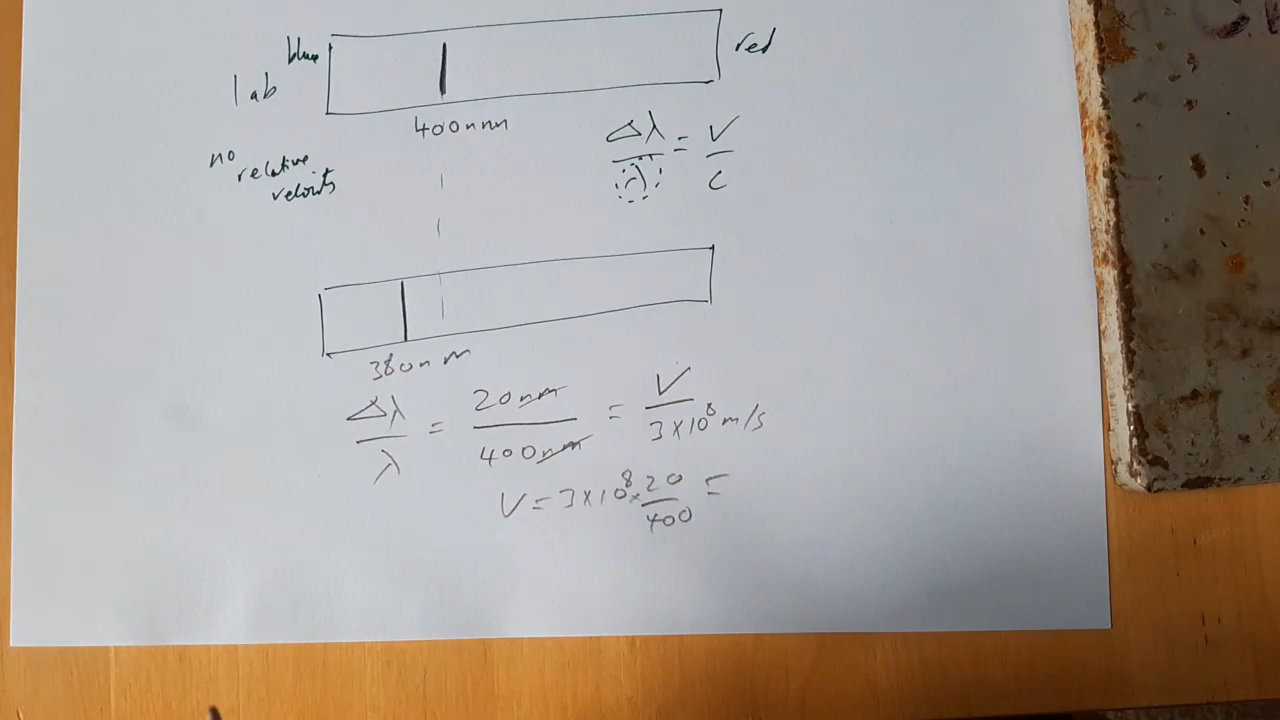 blue
red
lab
400nm
no
relative
velocity
Δλ/λ = V/c
380nm
Δλ/λ = 20nm/400nm = V/3×10⁸ m/s
V = 3×10⁸ × 20/400 =